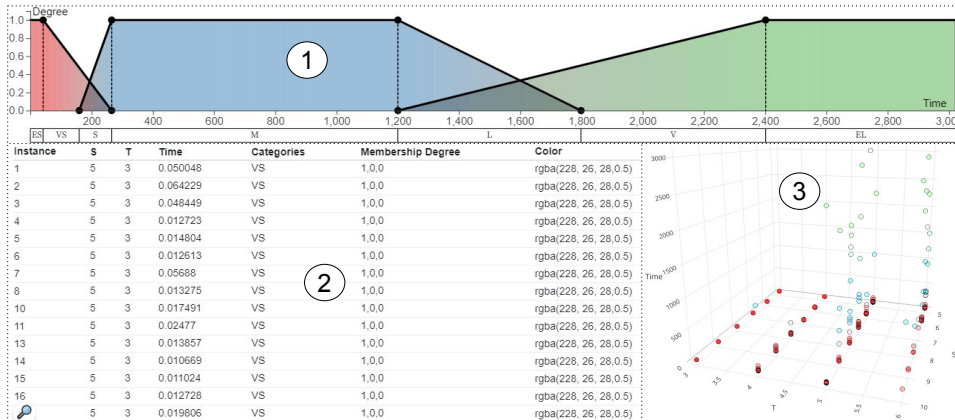 Degree
1.0
0.8
0.6
0.4
0.2
0.0
Time
200 400 600 800 1,000 1,200 1,400 1,600 1,800 2,000 2,200 2,400 2,600 2,800 3,00
ES VS S M L V EL
1
Instance S T Time Categories Membership Degree Color
1 5 3 0.050048 VS 1,0,0 rgba(228, 26, 28,0.5)
2 5 3 0.064229 VS 1,0,0 rgba(228, 26, 28,0.5)
3 5 3 0.048449 VS 1,0,0 rgba(228, 26, 28,0.5)
4 5 3 0.012723 VS 1,0,0 rgba(228, 26, 28,0.5)
5 5 3 0.014804 VS 1,0,0 rgba(228, 26, 28,0.5)
6 5 3 0.012613 VS 1,0,0 rgba(228, 26, 28,0.5)
7 5 3 0.05688 VS 1,0,0 rgba(228, 26, 28,0.5)
8 5 3 0.013275 VS 1,0,0 rgba(228, 26, 28,0.5)
10 5 3 0.017491 VS 1,0,0 rgba(228, 26, 28,0.5)
11 5 3 0.02477 VS 1,0,0 rgba(228, 26, 28,0.5)
13 5 3 0.013857 VS 1,0,0 rgba(228, 26, 28,0.5)
14 5 3 0.010669 VS 1,0,0 rgba(228, 26, 28,0.5)
15 5 3 0.011024 VS 1,0,0 rgba(228, 26, 28,0.5)
16 5 3 0.012728 VS 1,0,0 rgba(228, 26, 28,0.5)
5 3 0.019806 VS 1,0,0 rgba(228, 26, 28,0.5)
2
3
3000
2500
2000
1500
1000
500
0
Time
3
3.5
4
4.5
5
5.5
6
T
5
6
7
8
9
10
S